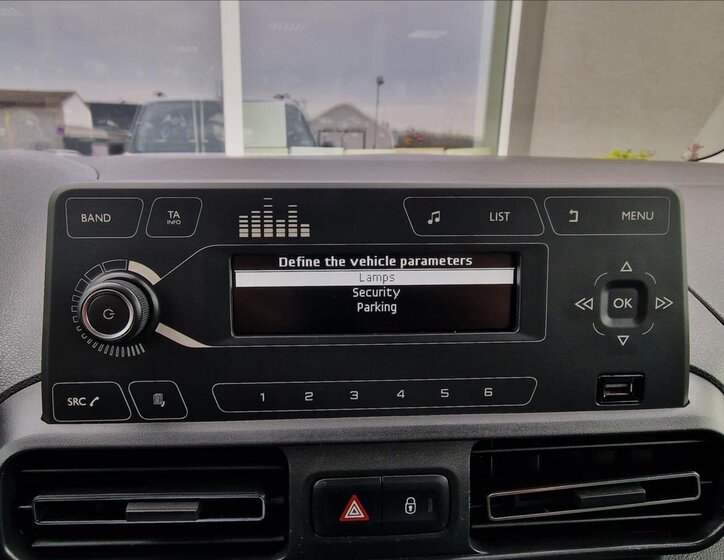 BAND
TA
INFO
LIST
MENU
Define the vehicle parameters
Lamps
Security
Parking
OK
SRC
1 2 3 4 5 6